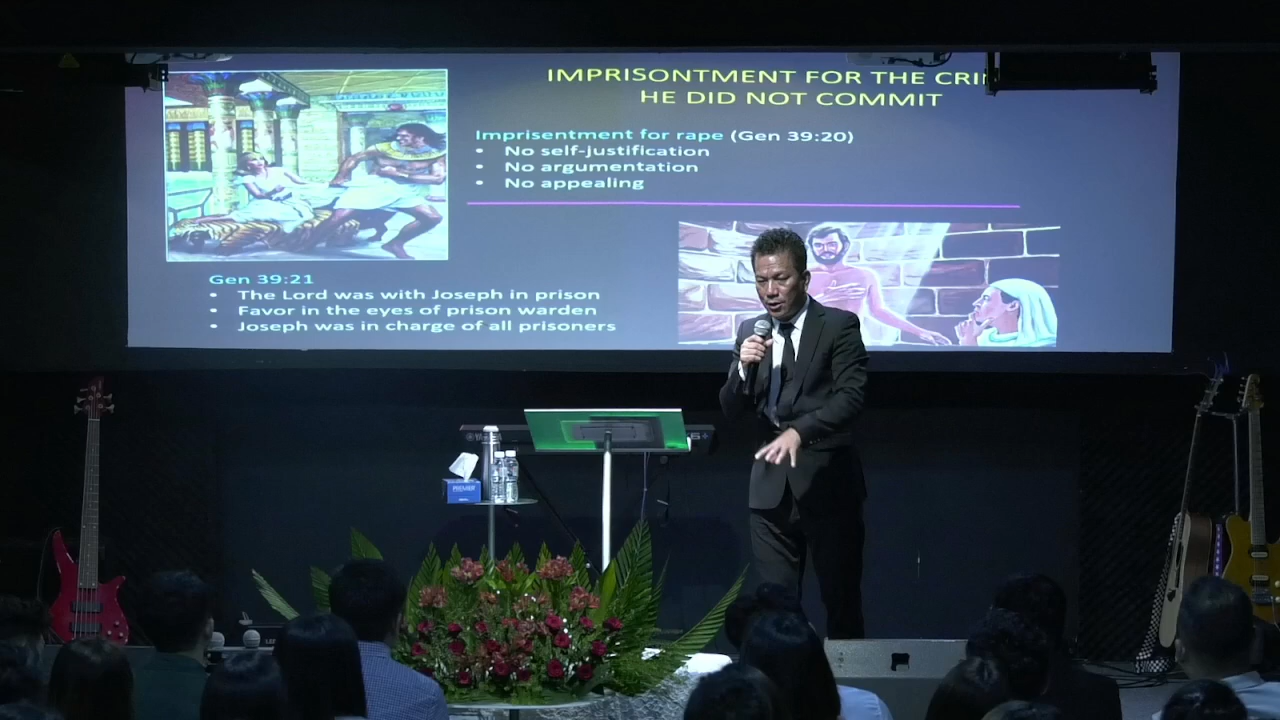 IMPRISONTMENT FOR THE CRI
HE DID NOT COMMIT
Imprisentment for rape (Gen 39:20)
• No self-justification
• No argumentation
• No appealing
Gen 39:21
• The Lord was with Joseph in prison
• Favor in the eyes of prison warden
• Joseph was in charge of all prisoners